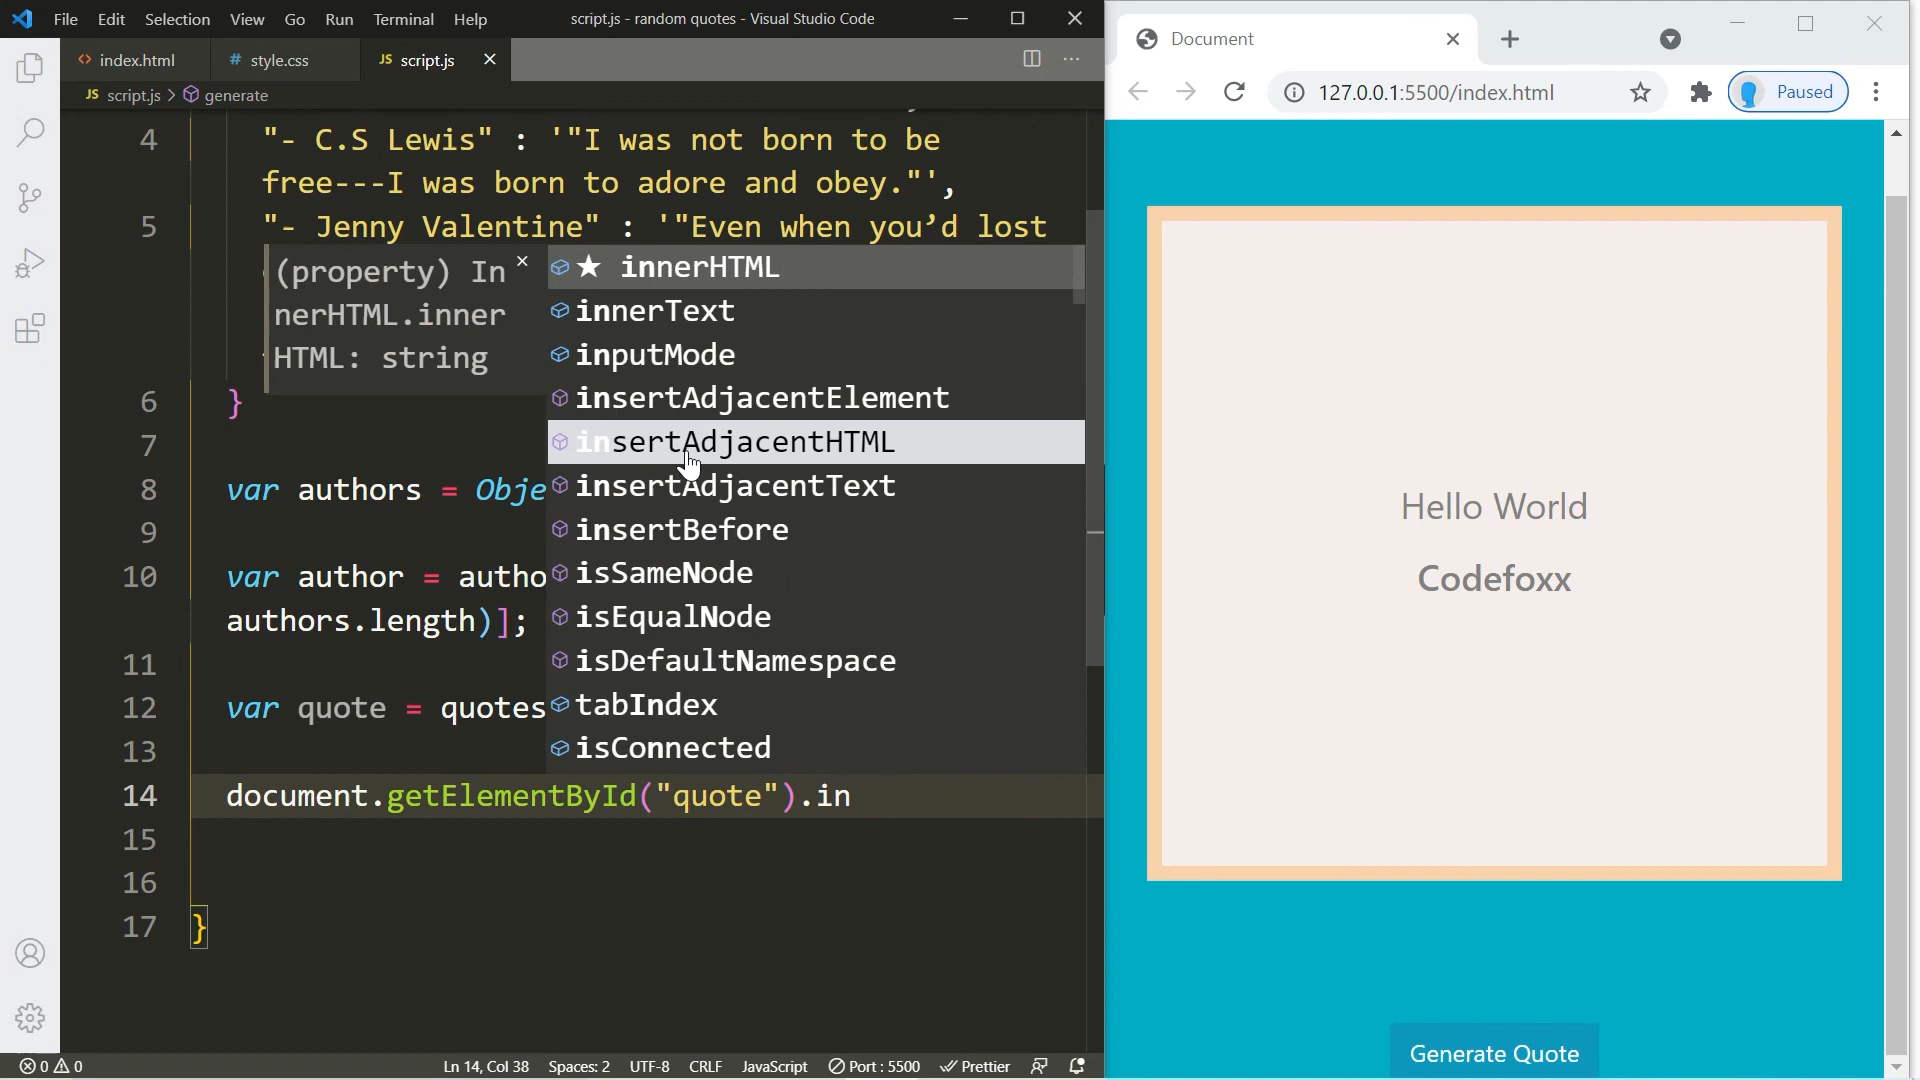 File Edit Selection View Go Run Terminal Help
script.js - random quotes - Visual Studio Code
index.html
# style.css
JS script.js
JS script.js > generate
4 "- C.S Lewis" : '"I was not born to be
free---I was born to adore and obey."',
5 "- Jenny Valentine" : '"Even when you’d lost
(property) In
nerHTML.inner
HTML: string
★ innerHTML
innerText
inputMode
insertAdjacentElement
insertAdjacentHTML
insertAdjacentText
insertBefore
isSameNode
isEqualNode
isDefaultNamespace
tabIndex
isConnected
6 }
7
8 var authors = Obje
9
10 var author = autho
authors.length)];
11
12 var quote = quotes
13
14 document.getElementById("quote").in
15
16
17 }
0 0
Ln 14, Col 38 Spaces: 2 UTF-8 CRLF JavaScript Port : 5500 Prettier
Document
127.0.0.1:5500/index.html
Paused
Hello World
Codefoxx
Generate Quote